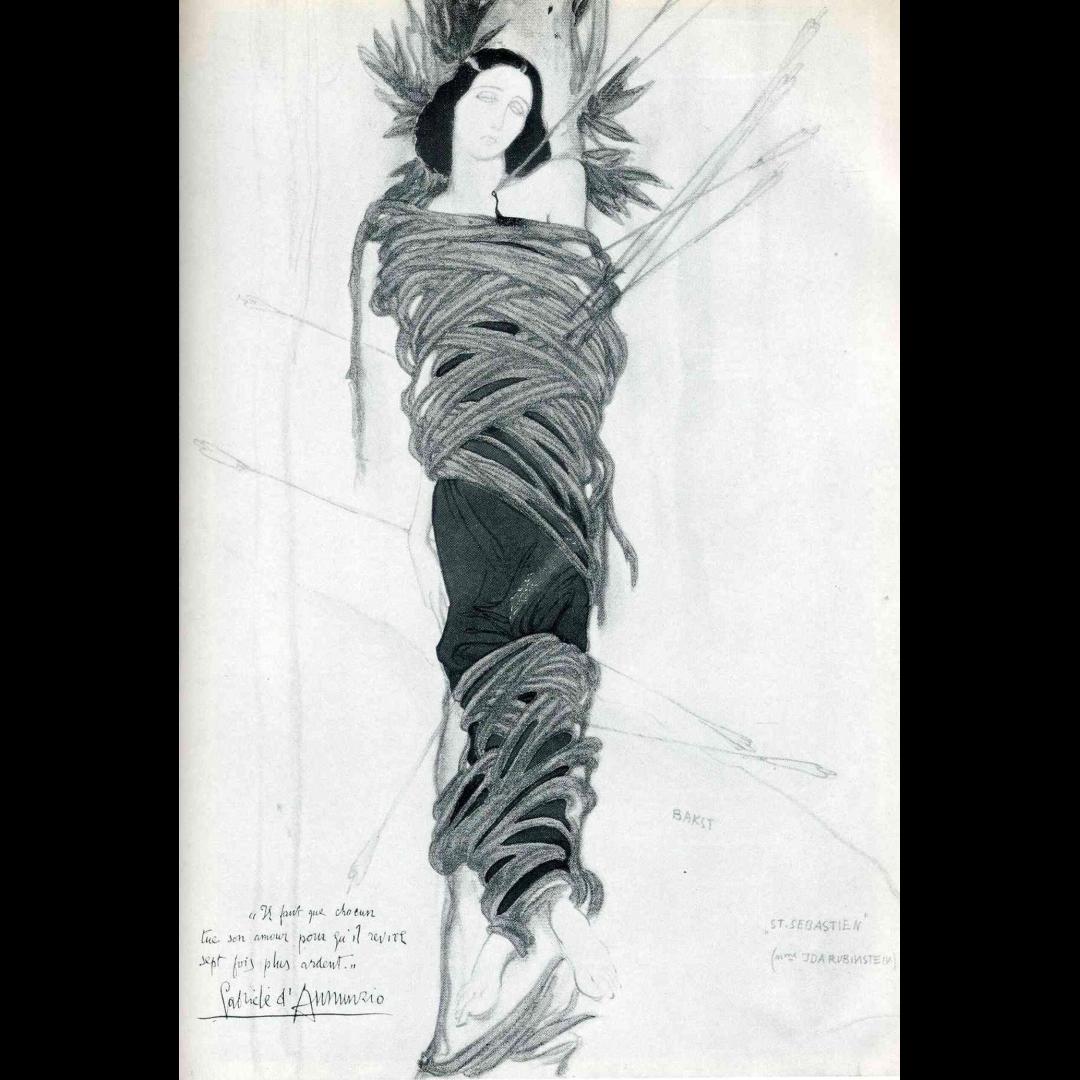 BAKST
„ST. SEBASTIEN"
(Mme IDA RUBINSTEIN)
« Il faut que chacun
tue son amour pour qu'il revive
sept fois plus ardent. »
Gabriele d'Annunzio